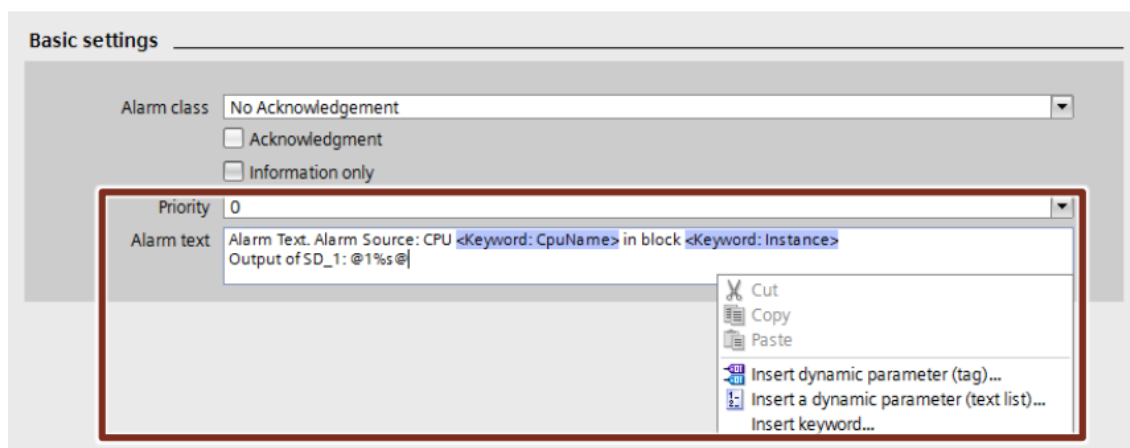 Basic settings
Alarm class No Acknowledgement
Acknowledgment
Information only
Priority 0
Alarm text Alarm Text. Alarm Source: CPU <Keyword: CpuName> in block <Keyword: Instance>
Output of SD_1: @1%s@
Cut
Copy
Paste
Insert dynamic parameter (tag)...
Insert a dynamic parameter (text list)...
Insert keyword...